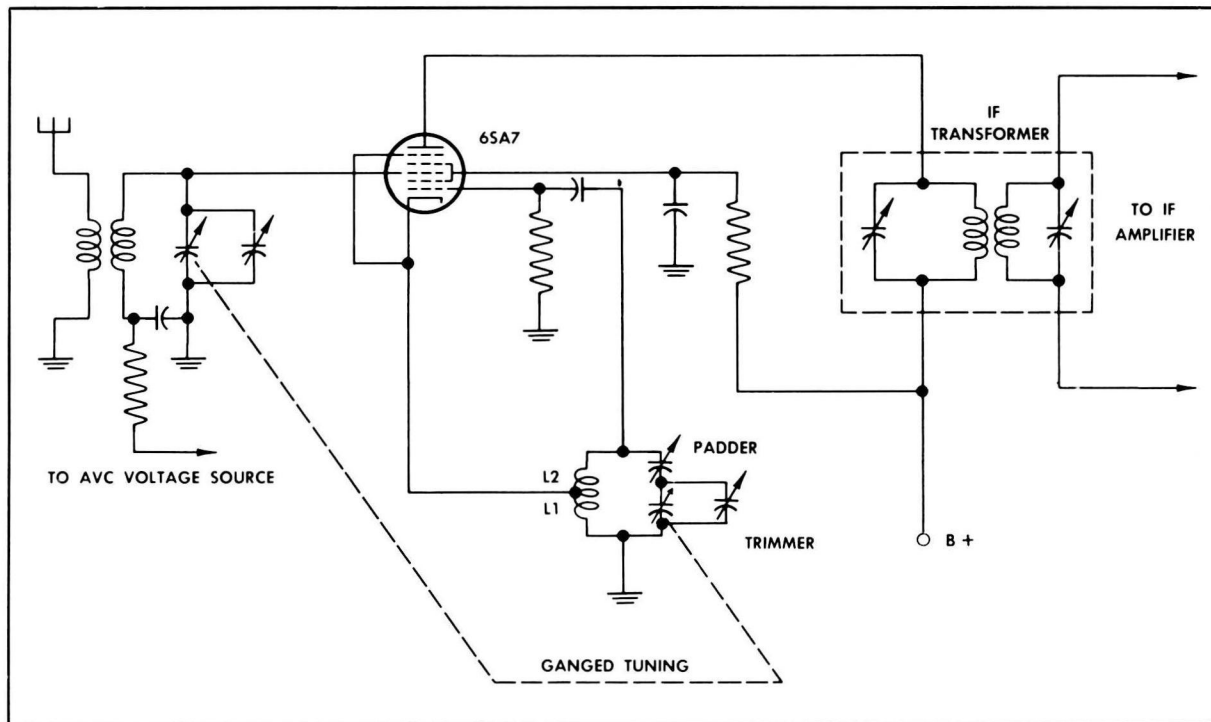 6SA7
IF
TRANSFORMER
TO IF
AMPLIFIER
TO AVC VOLTAGE SOURCE
L2
L1
PADDER
TRIMMER
B +
GANGED TUNING